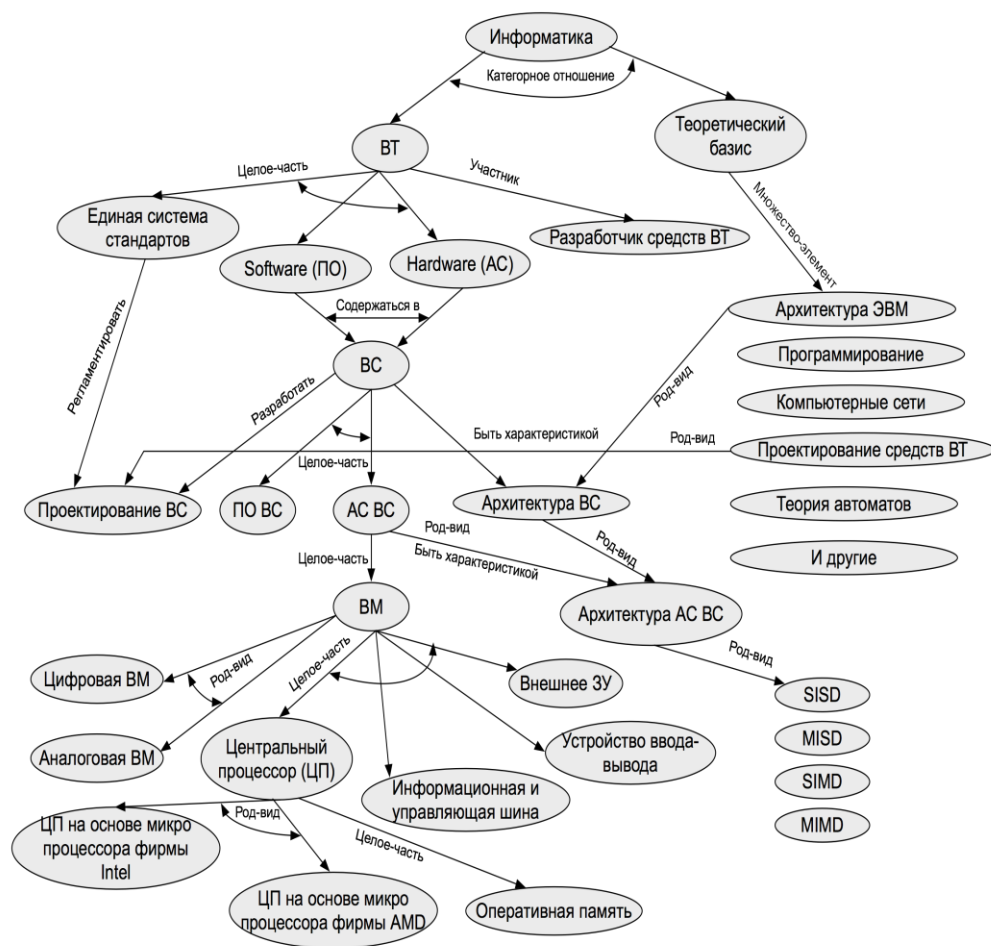 Информатика
Категорное отношение
Теоретический
базис
ВТ
Целое-часть
Участник
Множество-элемент
Единая система
стандартов
Разработчик средств ВТ
Software (ПО)
Hardware (АС)
Содержаться в
Архитектура ЭВМ
Регламентировать
Программирование
ВС
Разработать
Род-вид
Компьютерные сети
Быть характеристикой
Род-вид
Проектирование средств ВТ
Целое-часть
Проектирование ВС
ПО ВС
АС ВС
Архитектура ВС
Теория автоматов
Род-вид
Род-вид
Целое-часть
Быть характеристикой
И другие
ВМ
Архитектура АС ВС
Род-вид
Целое-часть
Род-вид
Цифровая ВМ
Внешнее ЗУ
SISD
MISD
SIMD
MIMD
Аналоговая ВМ
Центральный
процессор (ЦП)
Устройство ввода-
вывода
Информационная и
управляющая шина
Род-вид
Целое-часть
ЦП на основе микро
процессора фирмы
Intel
ЦП на основе микро
процессора фирмы AMD
Оперативная память